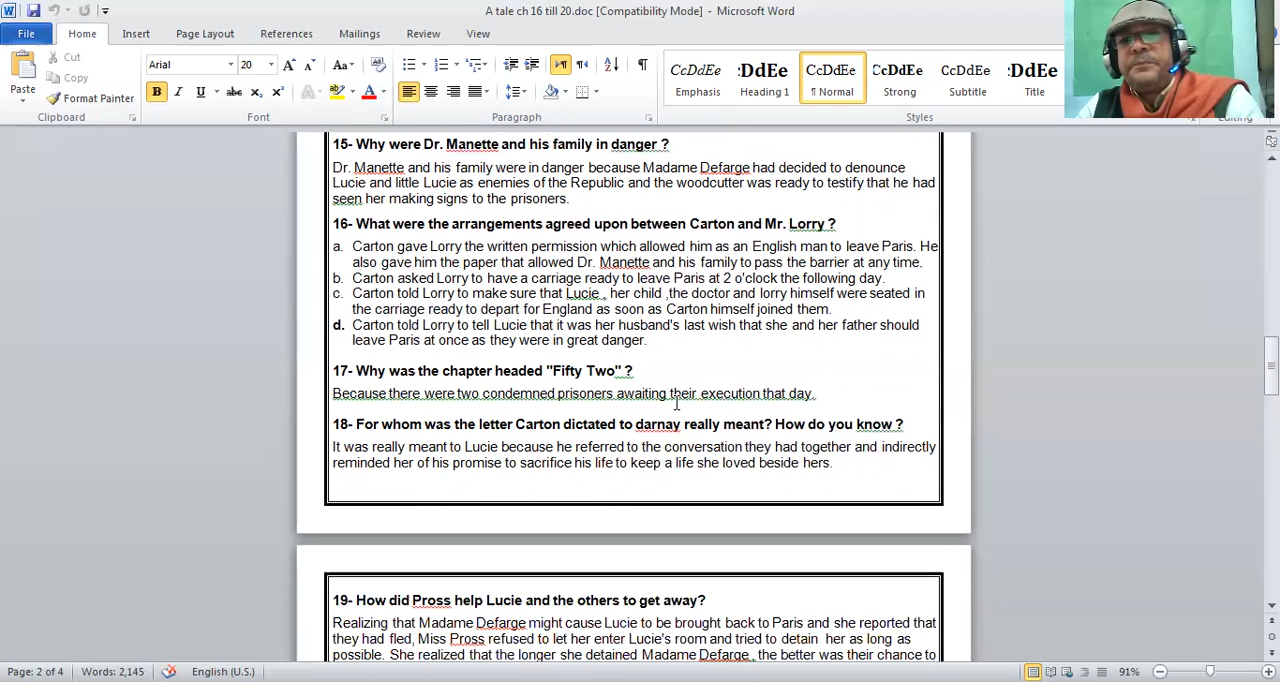 A tale ch 16 till 20.doc [Compatibility Mode] - Microsoft Word
File Home Insert Page Layout References Mailings Review View
Cut
Copy
Format Painter
Paste
Arial 20
Clipboard Font Paragraph Styles Editing
CcDdEe :DdEe CcDdEe CcDdEe CcDdEe :DdEe
Emphasis Heading 1 ¶ Normal Strong Subtitle Title
15- Why were Dr. Manette and his family in danger ?
Dr. Manette and his family were in danger because Madame Defarge had decided to denounce
Lucie and little Lucie as enemies of the Republic and the woodcutter was ready to testify that he had
seen her making signs to the prisoners.
16- What were the arrangements agreed upon between Carton and Mr. Lorry ?
a. Carton gave Lorry the written permission which allowed him as an English man to leave Paris. He
also gave him the paper that allowed Dr. Manette and his family to pass the barrier at any time.
b. Carton asked Lorry to have a carriage ready to leave Paris at 2 o'clock the following day.
c. Carton told Lorry to make sure that Lucie , her child ,the doctor and lorry himself were seated in
the carriage ready to depart for England as soon as Carton himself joined them.
d. Carton told Lorry to tell Lucie that it was her husband's last wish that she and her father should
leave Paris at once as they were in great danger.
17- Why was the chapter headed "Fifty Two" ?
Because there were two condemned prisoners awaiting their execution that day.
18- For whom was the letter Carton dictated to darnay really meant? How do you know ?
It was really meant to Lucie because he referred to the conversation they had together and indirectly
reminded her of his promise to sacrifice his life to keep a life she loved beside hers.
19- How did Pross help Lucie and the others to get away?
Realizing that Madame Defarge might cause Lucie to be brought back to Paris and she reported that
they had fled, Miss Pross refused to let her enter Lucie's room and tried to detain her as long as
possible. She realized that the longer she detained Madame Defarge , the better was their chance to
Page: 2 of 4 Words: 2,145 English (U.S.) 91%